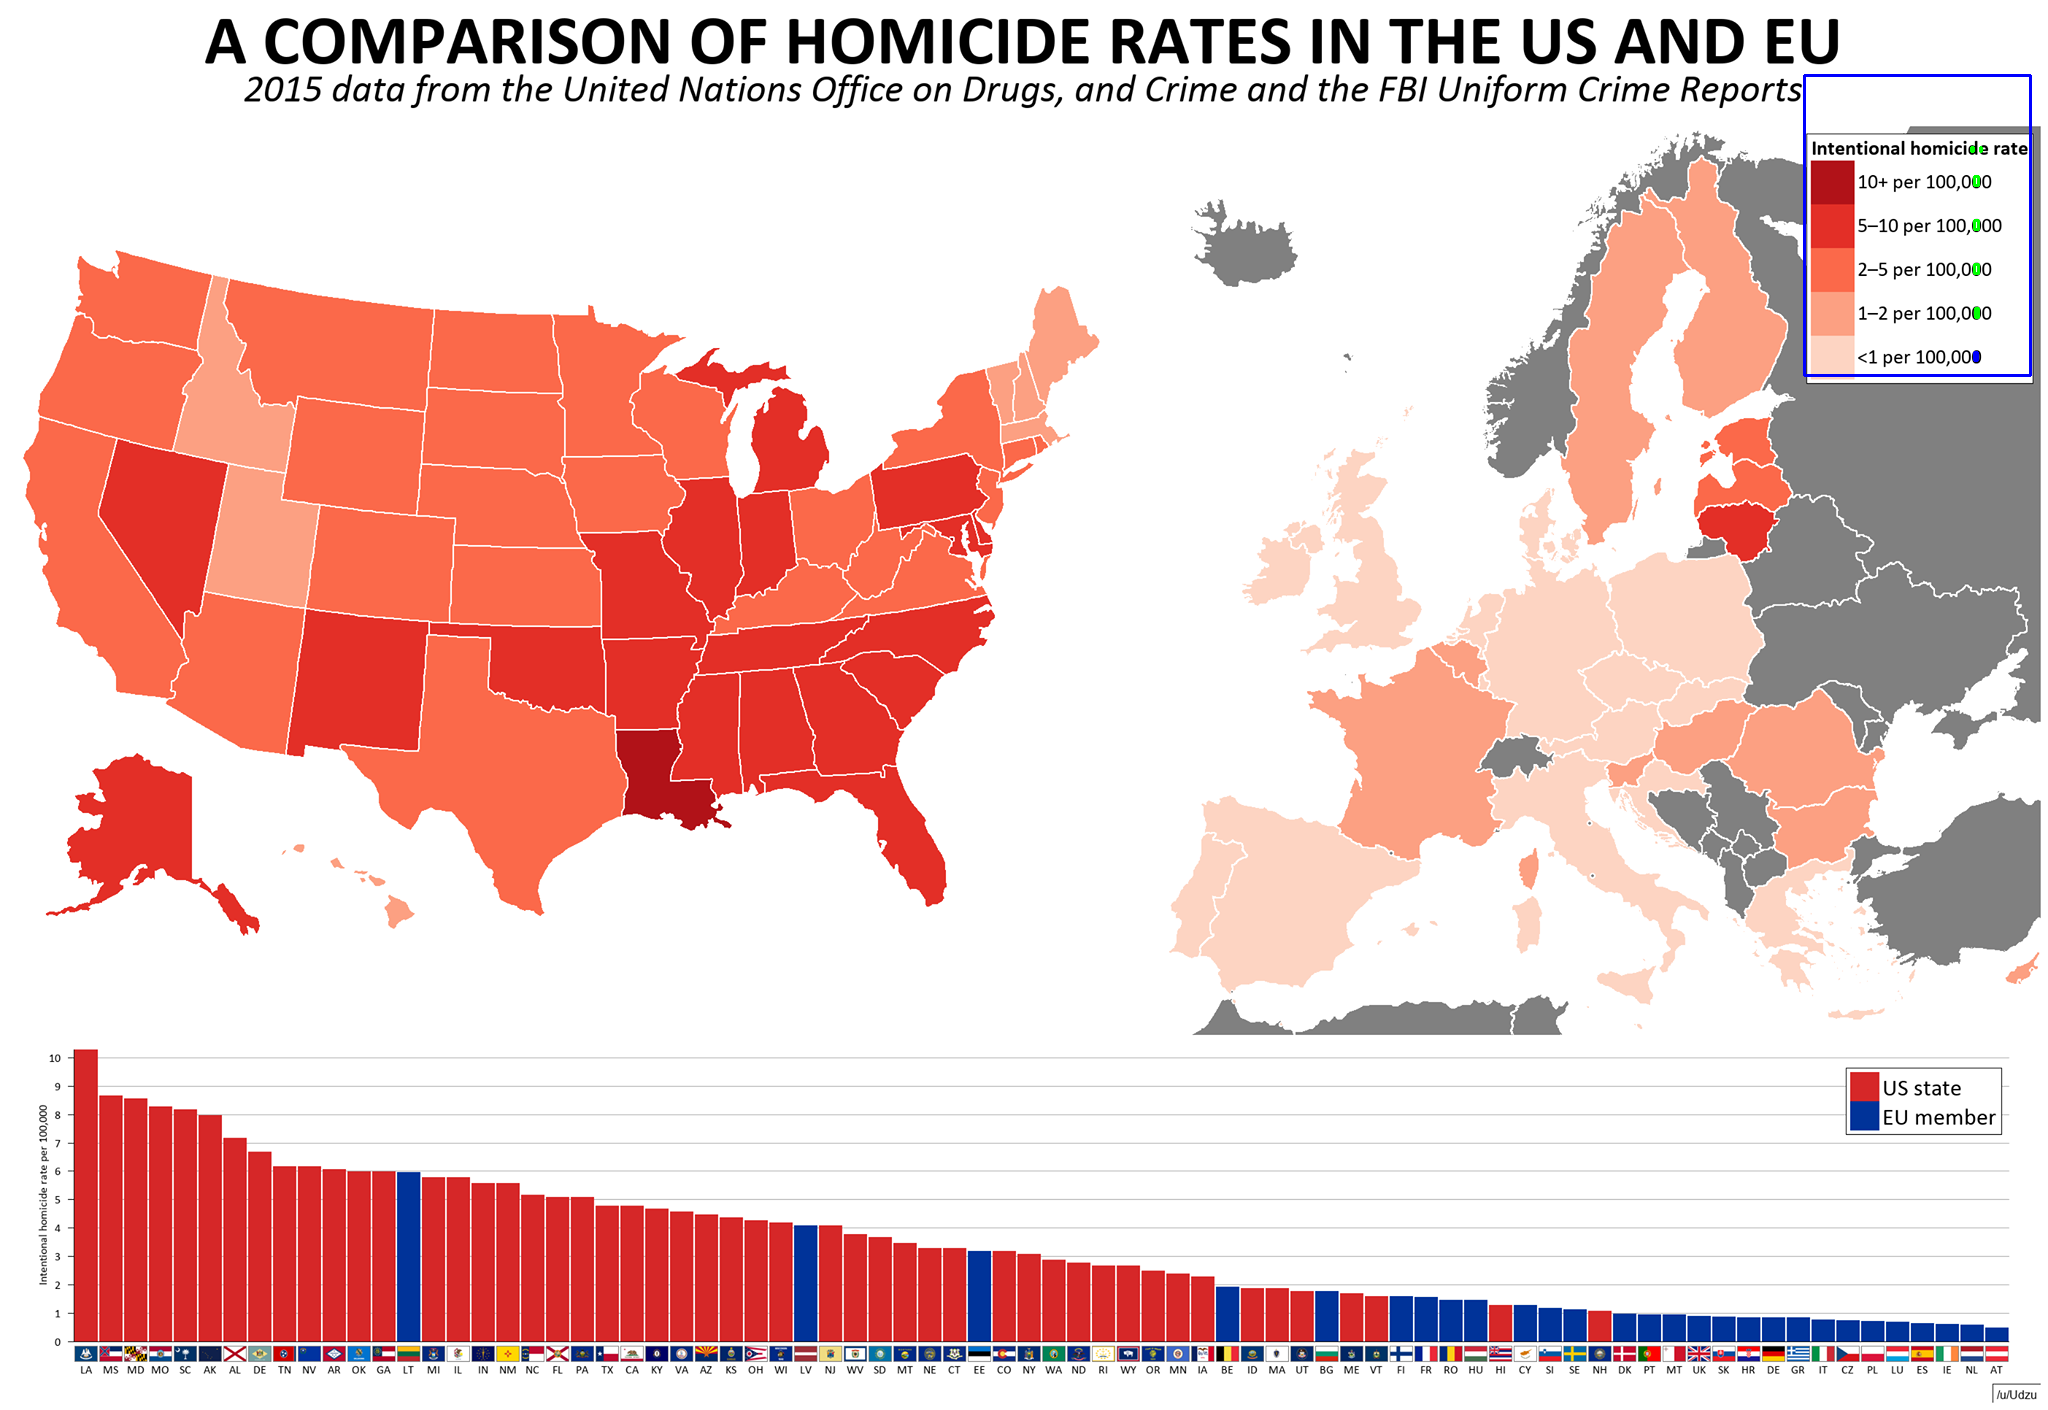 A COMPARISON OF HOMICIDE RATES IN THE US AND EU
2015 data from the United Nations Office on Drugs, and Crime and the FBI Uniform Crime Reports
Intentional homicide rate
10+ per 100,000
5–10 per 100,000
2–5 per 100,000
1–2 per 100,000
<1 per 100,000
Intentional homicide rate per 100,000
10
9
8
7
6
5
4
3
2
1
0
US state
EU member
LA MS MD MO SC AK AL DE TN NV AR OK GA LT MI IL IN NM NC FL PA TX CA KY VA AZ KS OH WI LV NJ WV SD MT NE CT EE CO NY WA ND RI WY OR MN IA BE ID MA UT BG ME VT FI FR RO HU HI CY SI SE NH DK PT MT UK SK HR DE GR IT CZ PL LU ES IE NL AT
/u/Udzu